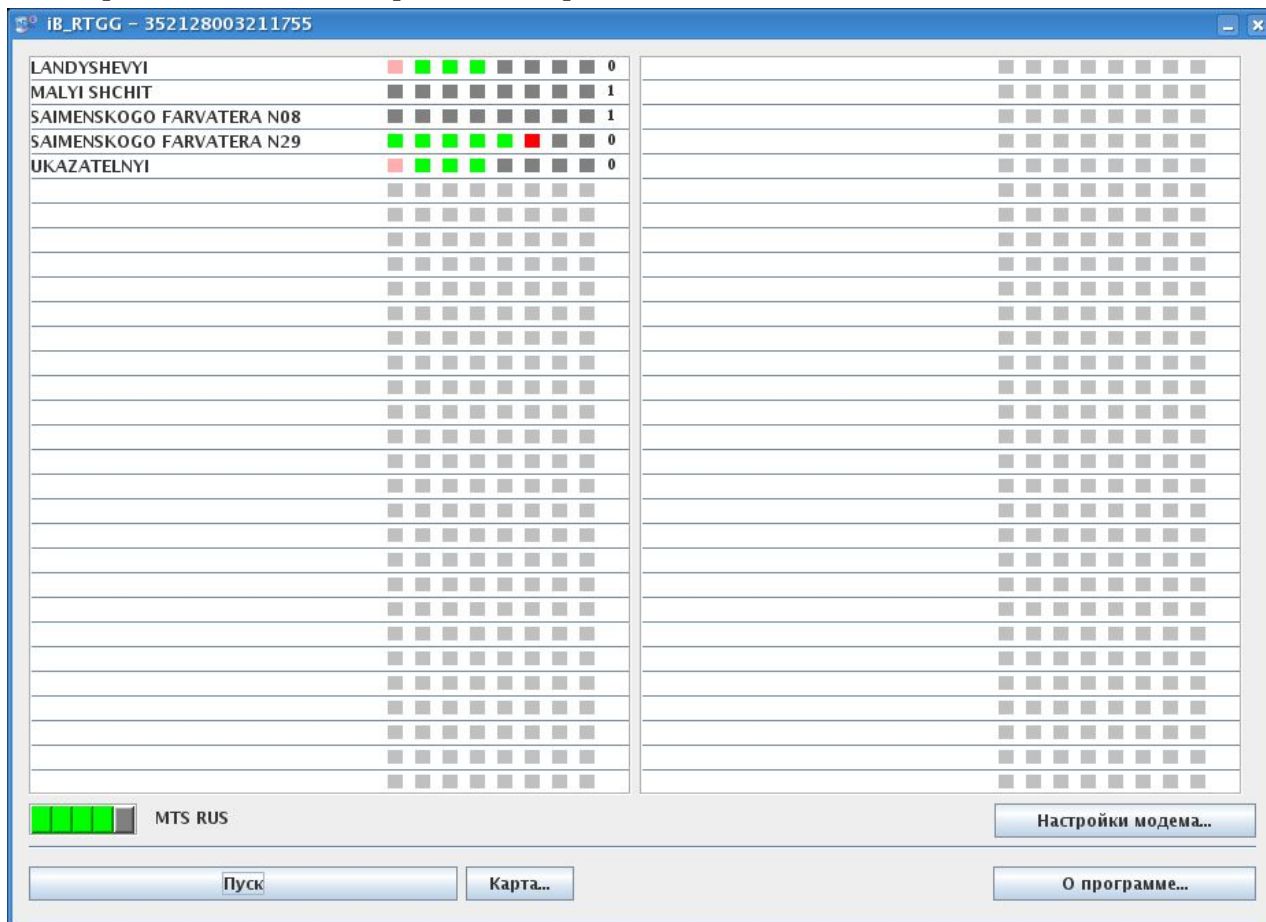 iB_RTGG - 352128003211755
LANDYSHEVYI 0
MALYI SHCHIT 1
SAIMENSKOGO FARVATERA N08 1
SAIMENSKOGO FARVATERA N29 0
UKAZATELNYI 0
MTS RUS
Настройки модема...
Пуск
Карта...
О программе...